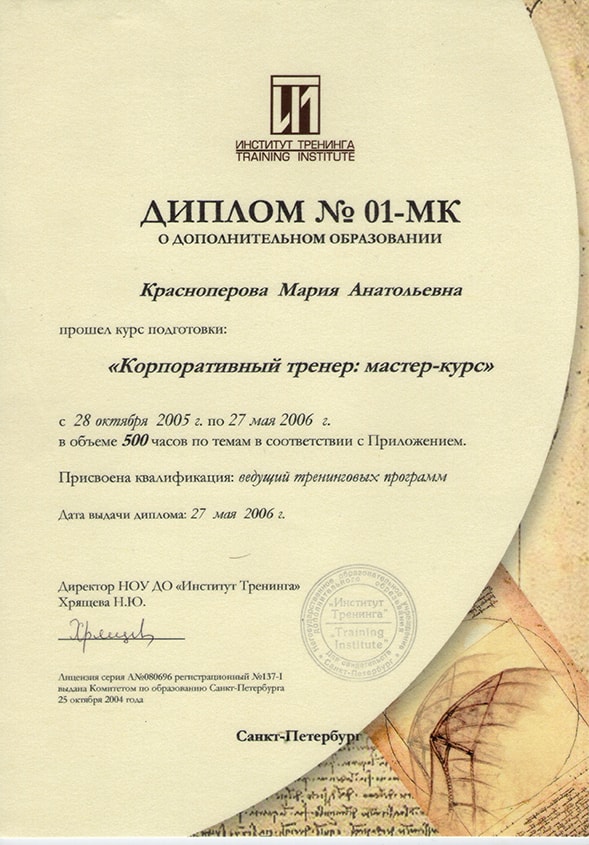 ИНСТИТУТ ТРЕНИНГА
TRAINING INSTITUTE
ДИПЛОМ № 01-МК
О ДОПОЛНИТЕЛЬНОМ ОБРАЗОВАНИИ
Красноперова Мария Анатольевна
прошел курс подготовки:
«Корпоративный тренер: мастер-курс»
с 28 октября 2005 г. по 27 мая 2006 г.
в объеме 500 часов по темам в соответствии с Приложением.
Присвоена квалификация: ведущий тренинговых программ
Дата выдачи диплома: 27 мая 2006 г.
Директор НОУ ДО «Институт Тренинга»
Хрящева Н.Ю.
Хрящев
"Институт
Тренинга"
"Training
Institute"
Санкт-Петербург
Лицензия серия А№080696 регистрационный №137-1
выдана Комитетом по образованию Санкт-Петербурга
25 октября 2004 года
Санкт-Петербург